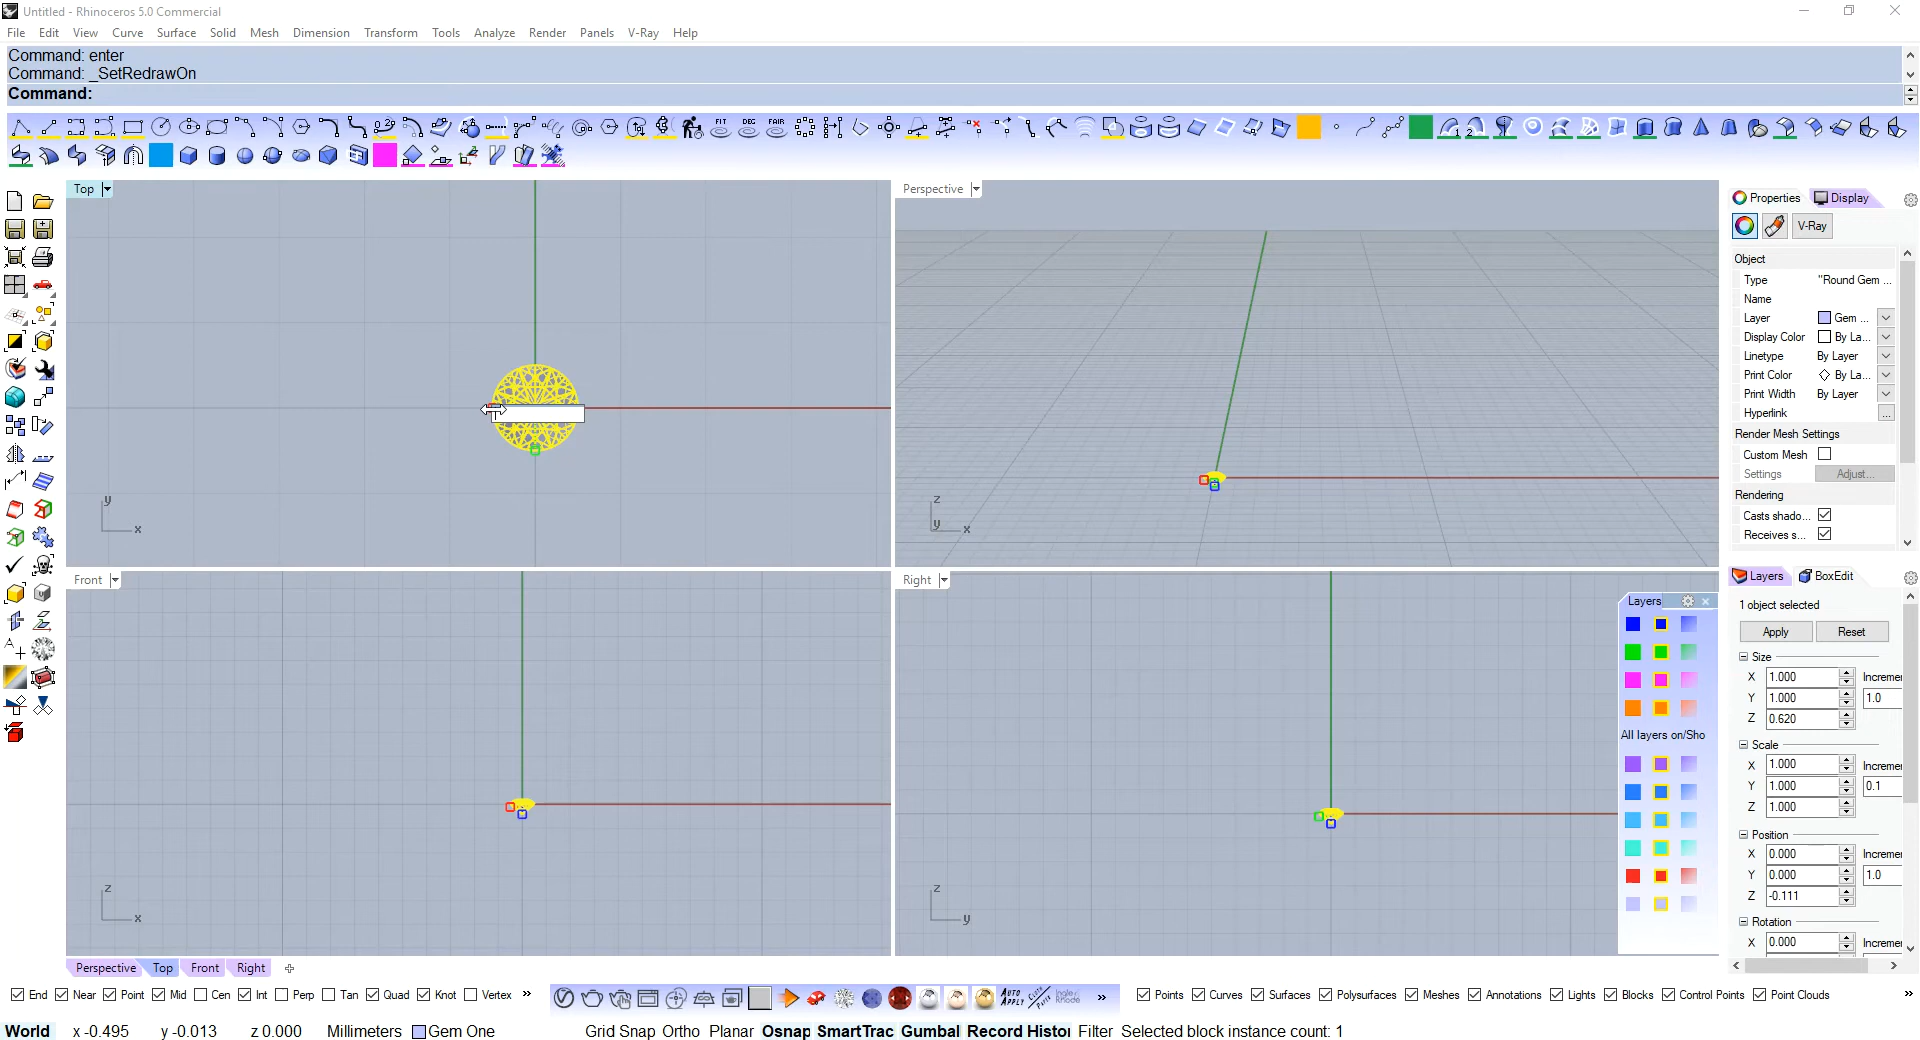 Untitled - Rhinoceros 5.0 Commercial
File Edit View Curve Surface Solid Mesh Dimension Transform Tools Analyze Render Panels V-Ray Help
Command: enter
Command: _SetRedrawOn
Command:
FIT DEC FAIR
Top
Perspective
Properties Display
V-Ray
Object
Type "Round Gem ...
Name
Layer Gem ...
Display Color By La...
Linetype By Layer
Print Color By La...
Print Width By Layer
Hyperlink ...
Render Mesh Settings
Custom Mesh
Settings Adjust...
Rendering
Casts shado...
Receives s...
y
x
z
y
x
Front
Right
Layers
All layers on/Sho
z
x
z
y
Layers BoxEdit
1 object selected
Apply Reset
Size
X 1.000 Increme
Y 1.000 1.0
Z 0.620
Scale
X 1.000 Increme
Y 1.000 0.1
Z 1.000
Position
X 0.000 Increme
Y 0.000 1.0
Z -0.111
Rotation
X 0.000 Increme
Perspective Top Front Right
End Near Point Mid Cen Int Perp Tan Quad Knot Vertex »
AUTO APPLY
»
Points Curves Surfaces Polysurfaces Meshes Annotations Lights Blocks Control Points Point Clouds »
World x -0.495 y -0.013 z 0.000 Millimeters Gem One Grid Snap Ortho Planar Osnap SmartTrac Gumbal Record Histor Filter Selected block instance count: 1